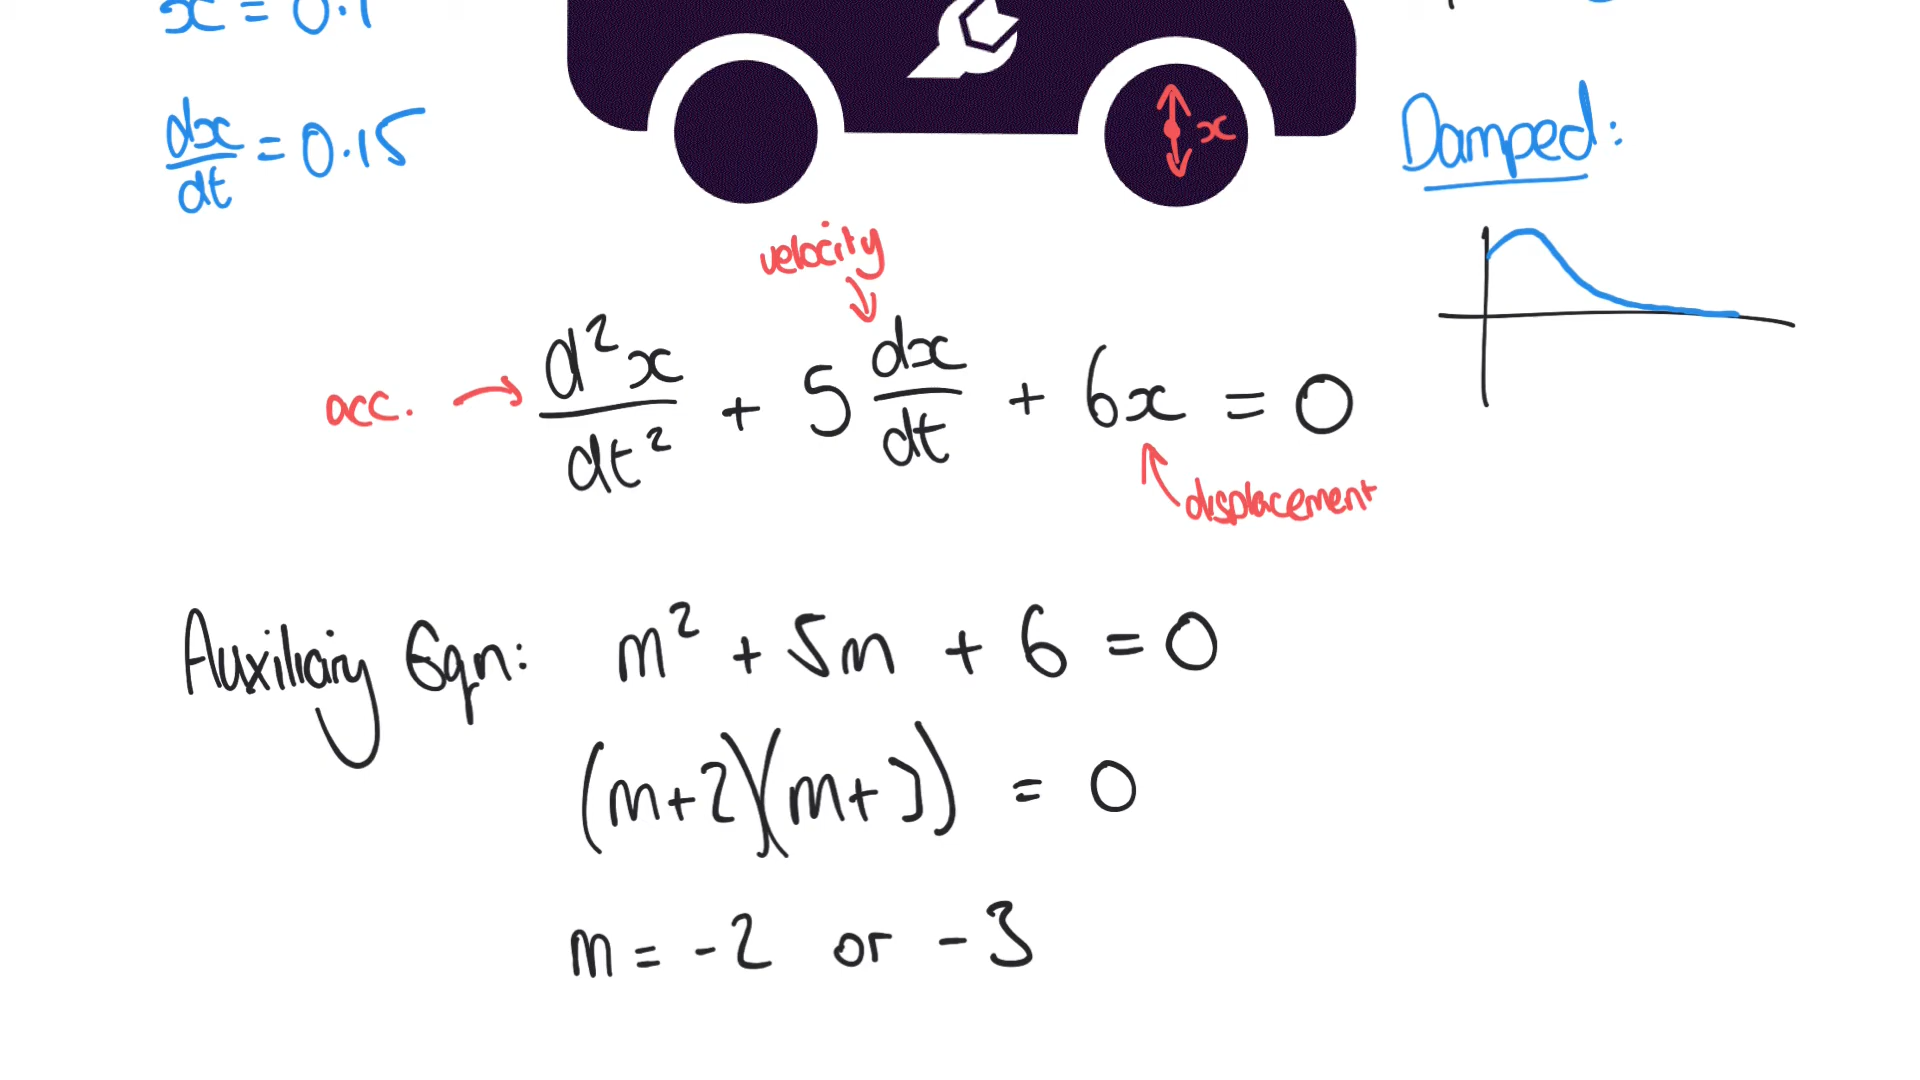 x = 0.1
dx/dt = 0.15
x
Damped:
velocity
acc. → d²x/dt² + 5 dx/dt + 6x = 0
displacement
Auxiliary Eqn: m² + 5m + 6 = 0
(m+2)(m+3) = 0
m = -2 or -3